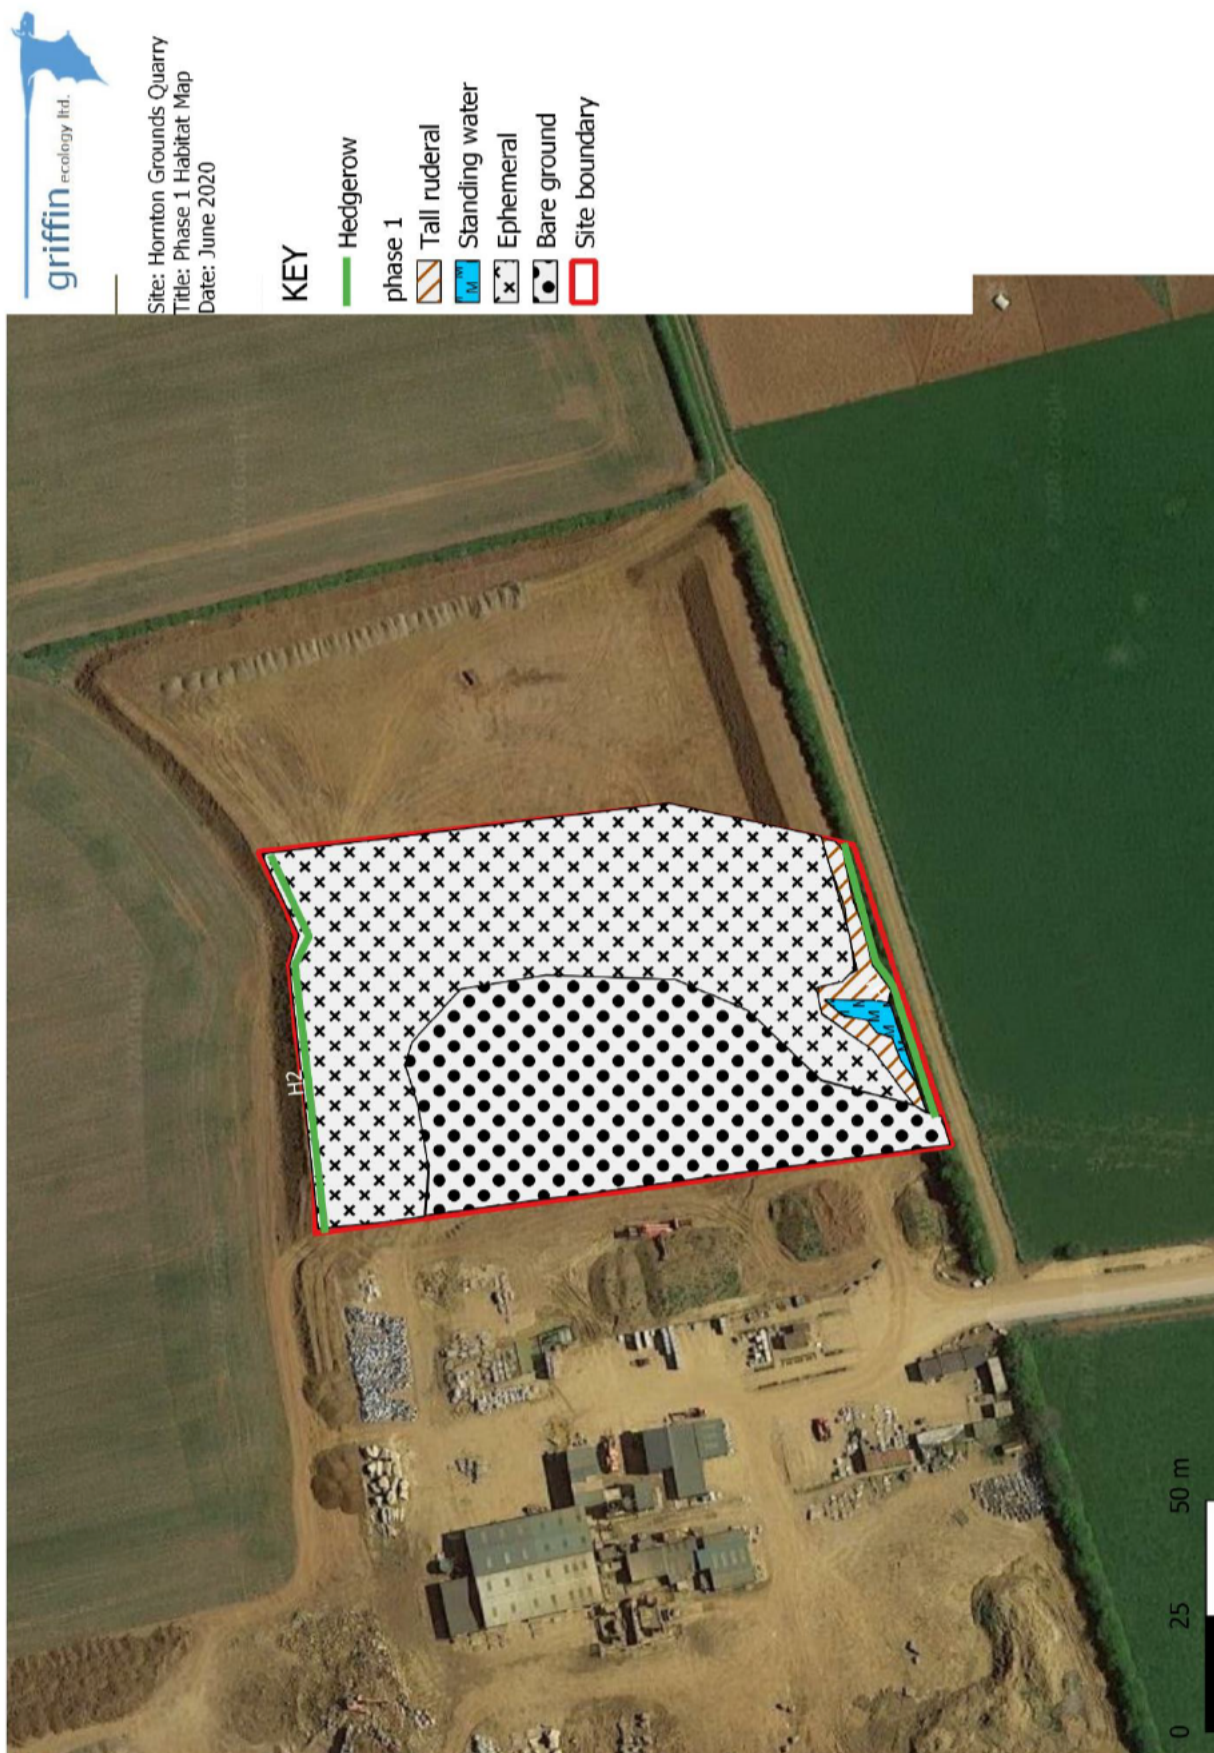 griffin ecology ltd.
Site: Hornton Grounds Quarry
Title: Phase 1 Habitat Map
Date: June 2020
KEY
Hedgerow
phase 1
Tall ruderal
M
Standing water
Ephemeral
Bare ground
Site boundary
H2
M
M
0 25 50 m